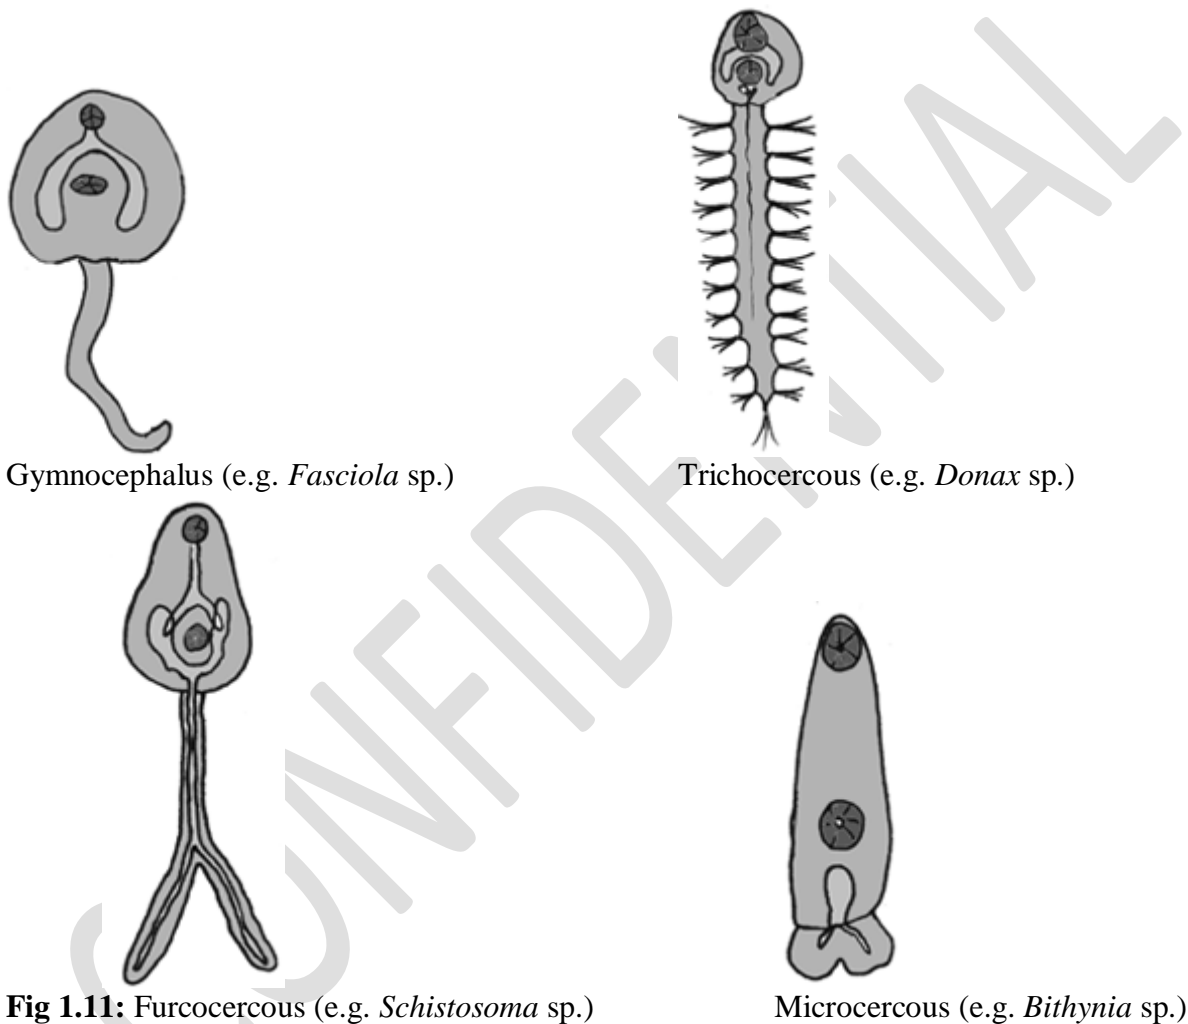 Gymnocephalus (e.g. Fasciola sp.)
Trichocercous (e.g. Donax sp.)
Fig 1.11: Furcocercous (e.g. Schistosoma sp.)
Microcercous (e.g. Bithynia sp.)
CONFIDENTIAL